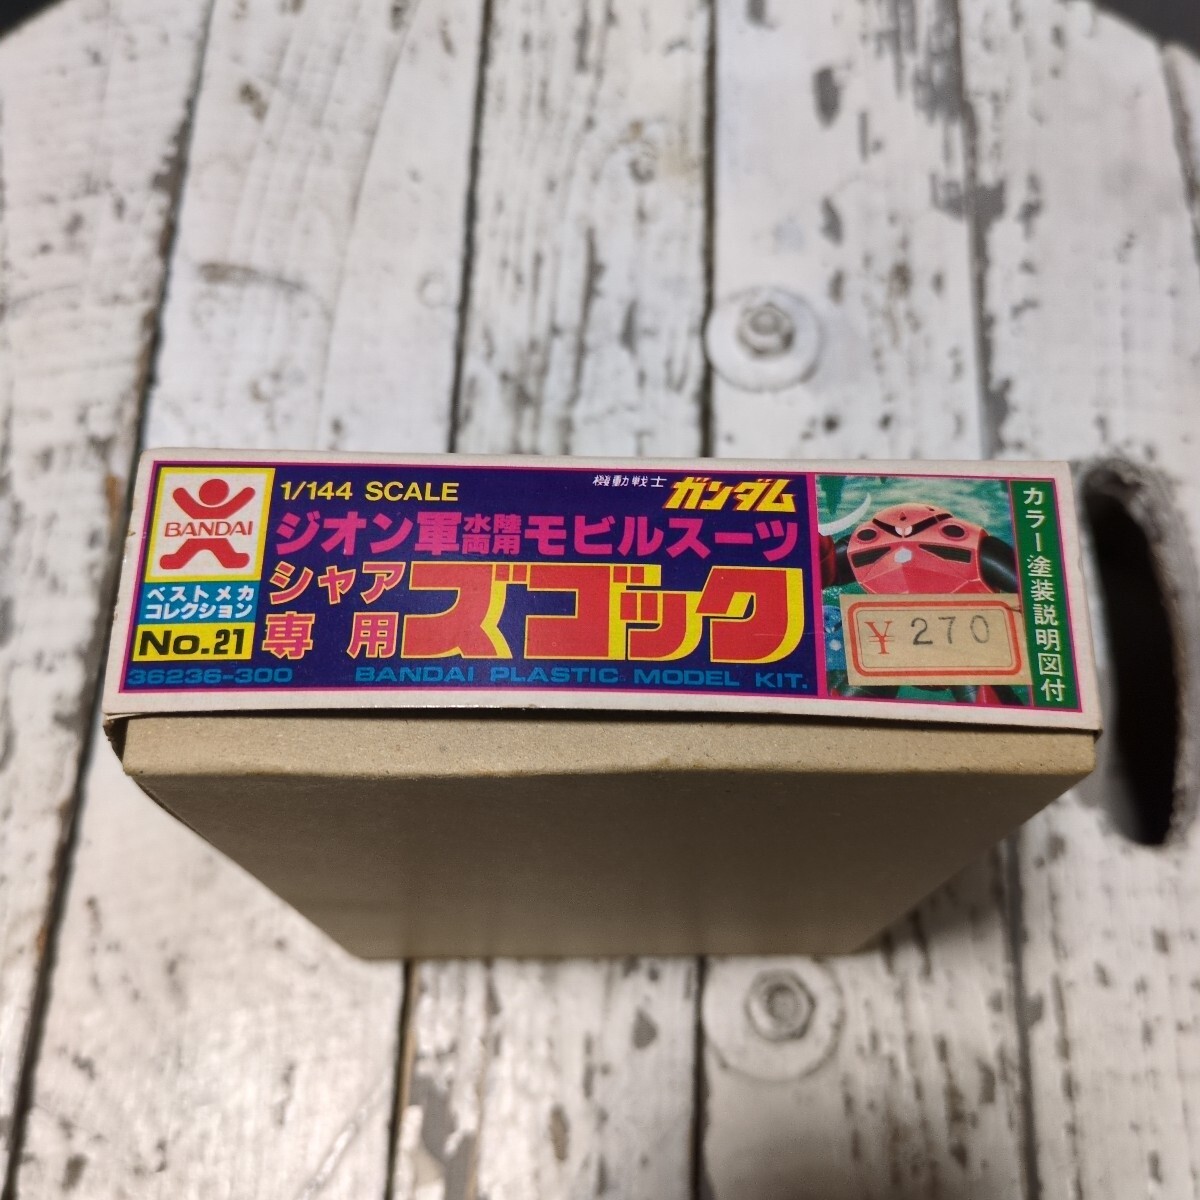 BANDAI
ベストメカ
コレクション
No.21
36236-300
1/144 SCALE
機動戦士 ガンダム
ジオン軍水陸両用モビルスーツ
シャア専用ズゴック
BANDAI PLASTIC MODEL KIT.
¥270
カラー塗装説明図付